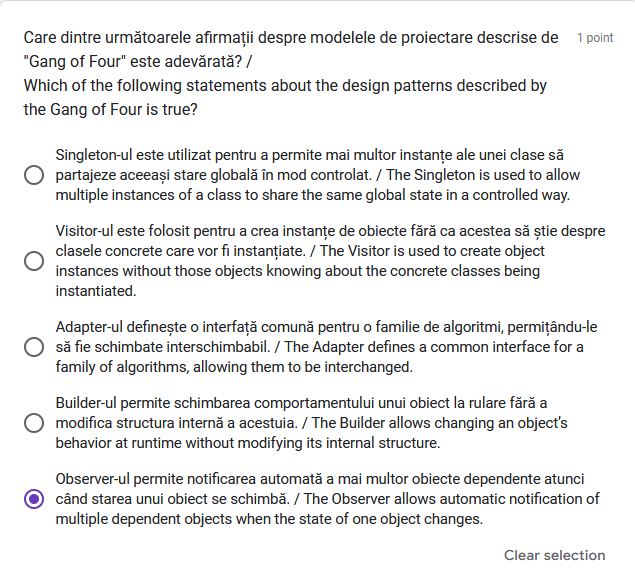 Care dintre următoarele afirmații despre modelele de proiectare descrise de
1 point
"Gang of Four" este adevărată? /
Which of the following statements about the design patterns described by
the Gang of Four is true?
Singleton-ul este utilizat pentru a permite mai multor instanțe ale unei clase să
partajeze aceeași stare globală în mod controlat. / The Singleton is used to allow
multiple instances of a class to share the same global state in a controlled way.
Visitor-ul este folosit pentru a crea instanțe de obiecte fără ca acestea să știe despre
clasele concrete care vor fi instanțiate. / The Visitor is used to create object
instances without those objects knowing about the concrete classes being
instantiated.
Adapter-ul definește o interfață comună pentru o familie de algoritmi, permițându-le
să fie schimbate interschimbabil. / The Adapter defines a common interface for a
family of algorithms, allowing them to be interchanged.
Builder-ul permite schimbarea comportamentului unui obiect la rulare fără a
modifica structura internă a acestuia. / The Builder allows changing an object's
behavior at runtime without modifying its internal structure.
Observer-ul permite notificarea automată a mai multor obiecte dependente atunci
când starea unui obiect se schimbă. / The Observer allows automatic notification of
multiple dependent objects when the state of one object changes.
Clear selection